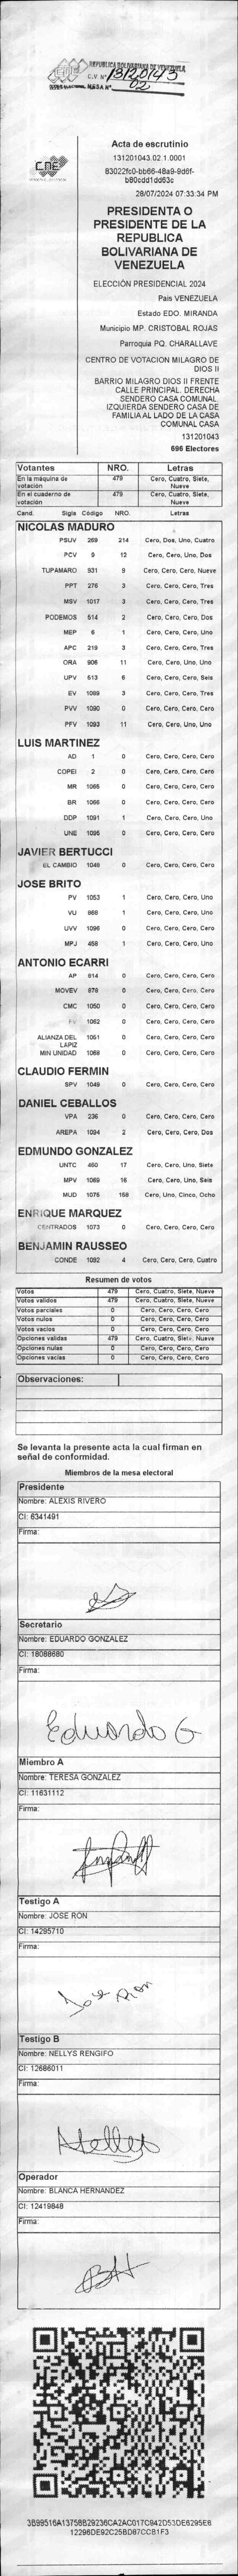 REPUBLICA BOLIVARIANA DE VENEZUELA
C.V. Nº 131201043
MESA Nº 02
CNE
Acta de escrutinio
131201043.02.1.0001
83022fc0-bb66-48a9-9d6f-
b80cdd1dd63c
28/07/2024 07:33:34 PM
PRESIDENTA O
PRESIDENTE DE LA
REPUBLICA
BOLIVARIANA DE
VENEZUELA
ELECCIÓN PRESIDENCIAL 2024
Pais VENEZUELA
Estado EDO. MIRANDA
Municipio MP. CRISTOBAL ROJAS
Parroquia PQ. CHARALLAVE
CENTRO DE VOTACION MILAGRO DE
DIOS II
BARRIO MILAGRO DIOS II FRENTE
CALLE PRINCIPAL. DERECHA
SENDERO CASA COMUNAL.
IZQUIERDA SENDERO CASA DE
FAMILIA AL LADO DE LA CASA
COMUNAL CASA
131201043
696 Electores
Votantes NRO. Letras
En la máquina de votación 479 Cero, Cuatro, Siete, Nueve
En el cuaderno de votación 479 Cero, Cuatro, Siete, Nueve
Cand. Sigla Código NRO. Letras
NICOLAS MADURO
PSUV 269 214 Cero, Dos, Uno, Cuatro
PCV 9 12 Cero, Cero, Uno, Dos
TUPAMARO 931 9 Cero, Cero, Cero, Nueve
PPT 276 3 Cero, Cero, Cero, Tres
MSV 1017 3 Cero, Cero, Cero, Tres
PODEMOS 514 2 Cero, Cero, Cero, Dos
MEP 6 1 Cero, Cero, Cero, Uno
APC 219 3 Cero, Cero, Cero, Tres
ORA 906 11 Cero, Cero, Uno, Uno
UPV 513 6 Cero, Cero, Cero, Seis
EV 1089 3 Cero, Cero, Cero, Tres
PVV 1090 0 Cero, Cero, Cero, Cero
PFV 1093 11 Cero, Cero, Uno, Uno
LUIS MARTINEZ
AD 1 0 Cero, Cero, Cero, Cero
COPEI 2 0 Cero, Cero, Cero, Cero
MR 1065 0 Cero, Cero, Cero, Cero
BR 1066 0 Cero, Cero, Cero, Cero
DDP 1091 1 Cero, Cero, Cero, Uno
UNE 1095 0 Cero, Cero, Cero, Cero
JAVIER BERTUCCI
EL CAMBIO 1048 0 Cero, Cero, Cero, Cero
JOSE BRITO
PV 1053 1 Cero, Cero, Cero, Uno
VU 868 1 Cero, Cero, Cero, Uno
UVV 1096 0 Cero, Cero, Cero, Cero
MPJ 458 1 Cero, Cero, Cero, Uno
ANTONIO ECARRI
AP 814 0 Cero, Cero, Cero, Cero
MOVEV 878 0 Cero, Cero, Cero, Cero
CMC 1050 0 Cero, Cero, Cero, Cero
FV 1062 0 Cero, Cero, Cero, Cero
ALIANZA DEL LAPIZ 1061 0 Cero, Cero, Cero, Cero
MIN UNIDAD 1068 0 Cero, Cero, Cero, Cero
CLAUDIO FERMIN
SPV 1049 0 Cero, Cero, Cero, Cero
DANIEL CEBALLOS
VPA 236 0 Cero, Cero, Cero, Cero
AREPA 1094 2 Cero, Cero, Cero, Dos
EDMUNDO GONZALEZ
UNTC 460 17 Cero, Cero, Uno, Siete
MPV 1069 16 Cero, Cero, Uno, Seis
MUD 1075 158 Cero, Uno, Cinco, Ocho
ENRIQUE MARQUEZ
CENTRADOS 1073 0 Cero, Cero, Cero, Cero
BENJAMIN RAUSSEO
CONDE 1092 4 Cero, Cero, Cero, Cuatro
Resumen de votos
Votos 479 Cero, Cuatro, Siete, Nueve
Votos validos 479 Cero, Cuatro, Siete, Nueve
Votos parciales 0 Cero, Cero, Cero, Cero
Votos nulos 0 Cero, Cero, Cero, Cero
Votos vacios 0 Cero, Cero, Cero, Cero
Opciones validas 479 Cero, Cuatro, Siete, Nueve
Opciones nulas 0 Cero, Cero, Cero, Cero
Opciones vacias 0 Cero, Cero, Cero, Cero
Observaciones:
Se levanta la presente acta la cual firman en
señal de conformidad.
Miembros de la mesa electoral
Presidente
Nombre: ALEXIS RIVERO
CI: 6341491
Firma:
Secretario
Nombre: EDUARDO GONZALEZ
CI: 18088680
Firma:
Eduardo G
Miembro A
Nombre: TERESA GONZALEZ
CI: 11631112
Firma:
Testigo A
Nombre: JOSE RON
CI: 14295710
Firma:
José Ron
Testigo B
Nombre: NELLYS RENGIFO
CI: 12686011
Firma:
Nellys
Operador
Nombre: BLANCA HERNANDEZ
CI: 12419848
Firma:
BH
3B99516A13756B29236CA2AC017C942D53DE6295E8
12296DE92C25BD87CCB1F3